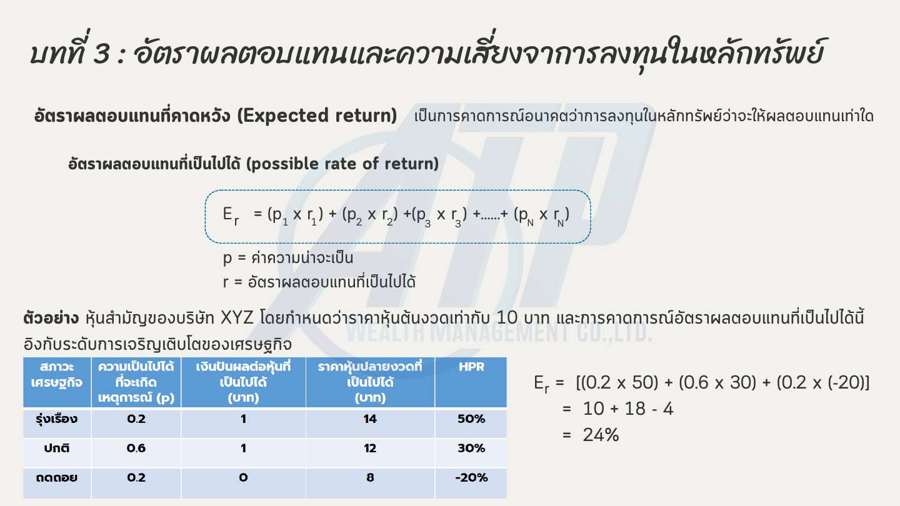 บทที่ 3 : อัตราผลตอบแทนและความเสี่ยงจาการลงทุนในหลักทรัพย์
อัตราผลตอบแทนที่คาดหวัง (Expected return) เป็นการคาดการณ์อนาคตว่าการลงทุนในหลักทรัพย์ว่าจะให้ผลตอบแทนเท่าใด
อัตราผลตอบแทนที่เป็นไปได้ (possible rate of return)
Er = (p1 x r1) + (p2 x r2) +(p3 x r3) +......+ (pN x rN)
p = ค่าความน่าจะเป็น
r = อัตราผลตอบแทนที่เป็นไปได้
ATP
WEALTH MANAGEMENT CO.,LTD.
ตัวอย่าง หุ้นสามัญของบริษัท XYZ โดยกำหนดว่าราคาหุ้นต้นงวดเท่ากับ 10 บาท และการคาดการณ์อัตราผลตอบแทนที่เป็นไปได้นี้
อิงกับระดับการเจริญเติบโตของเศรษฐกิจ
สภาวะเศรษฐกิจ ความเป็นไปได้ที่จะเกิดเหตุการณ์ (p) เงินปันผลต่อหุ้นที่เป็นไปได้ (บาท) ราคาหุ้นปลายงวดที่เป็นไปได้ (บาท) HPR
รุ่งเรือง 0.2 1 14 50%
ปกติ 0.6 1 12 30%
ถดถอย 0.2 0 8 -20%
Er = [(0.2 x 50) + (0.6 x 30) + (0.2 x (-20)]
= 10 + 18 - 4
= 24%